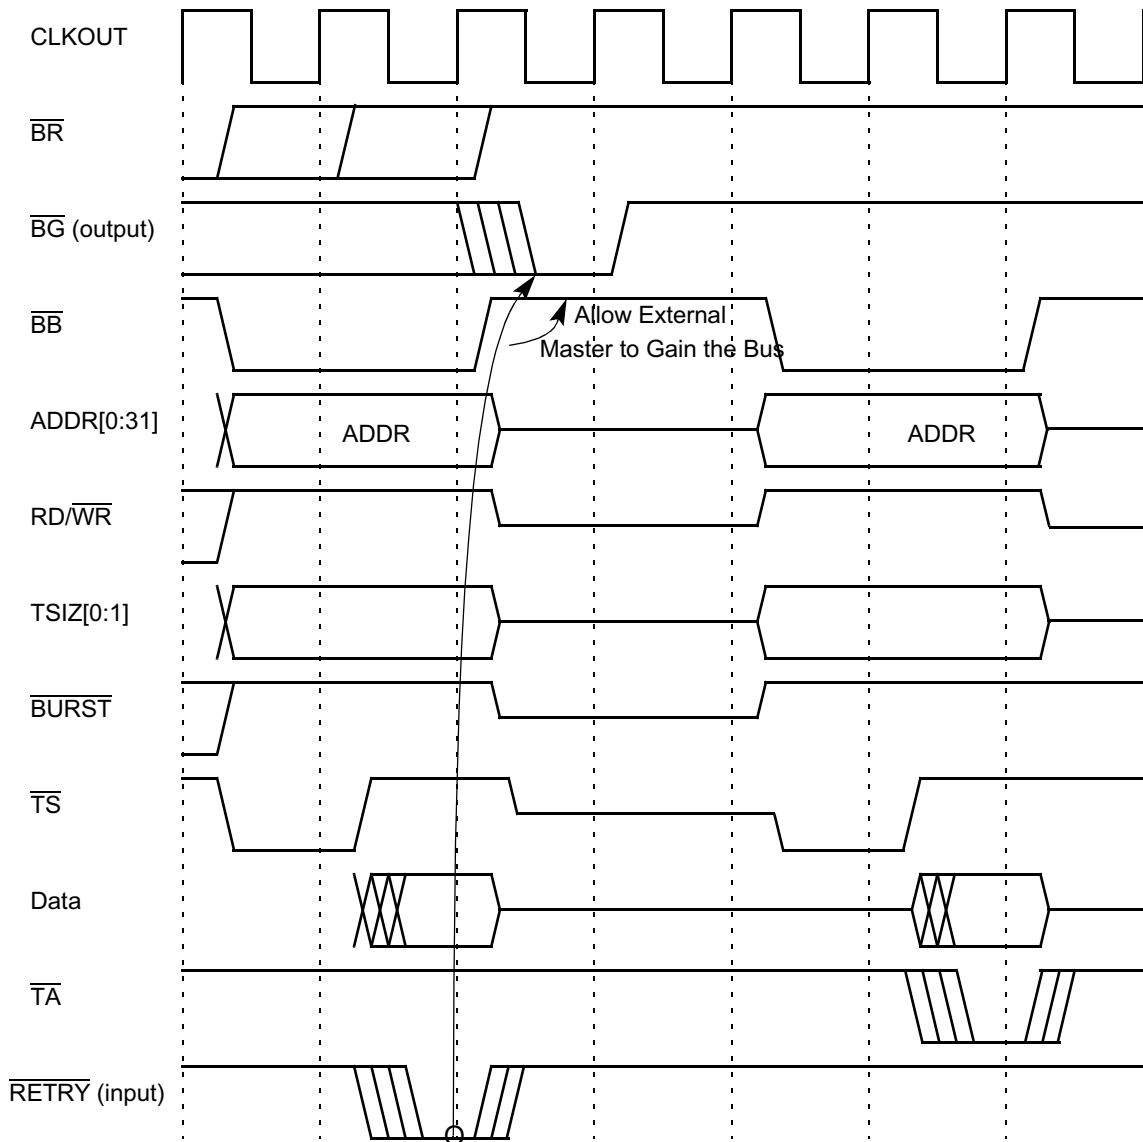 CLKOUT
BR
BG (output)
BB
Allow External
Master to Gain the Bus
ADDR[0:31]
ADDR
ADDR
RD/WR
TSIZ[0:1]
BURST
TS
Data
TA
RETRY (input)